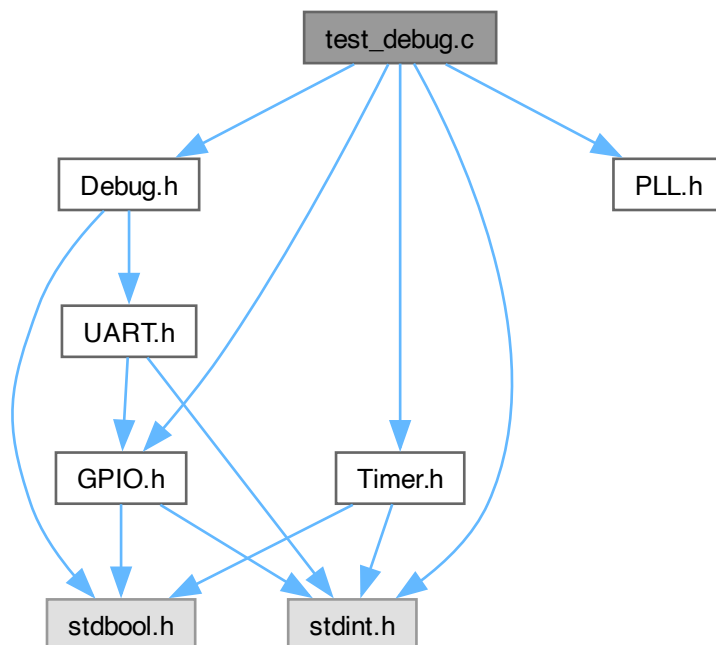 test_debug.c
Debug.h
PLL.h
UART.h
GPIO.h
Timer.h
stdbool.h
stdint.h